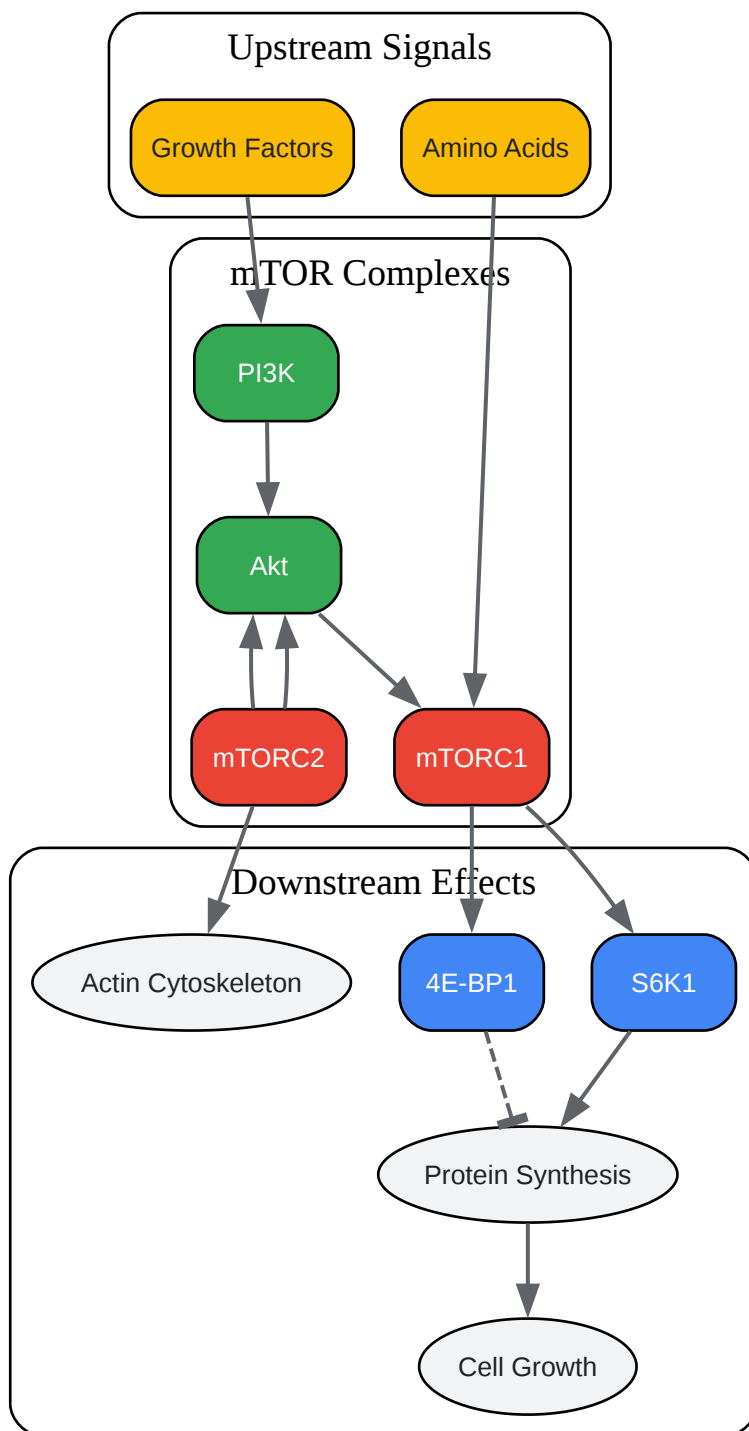 Upstream Signals
Growth Factors
Amino Acids
mTOR Complexes
PI3K
Akt
mTORC2
mTORC1
Downstream Effects
Actin Cytoskeleton
4E-BP1
S6K1
Protein Synthesis
Cell Growth